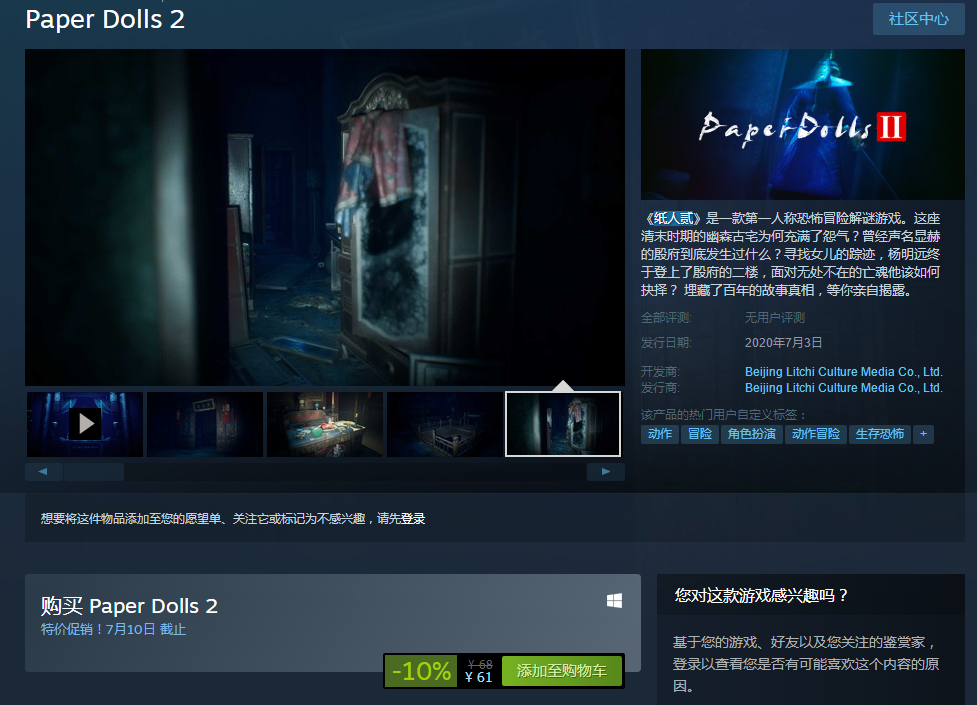 Paper Dolls 2
社区中心
PaperDolls II
《纸人贰》是一款第一人称恐怖冒险解谜游戏。这座
清末时期的幽森古宅为何充满了怨气？曾经声名显赫
的殷府到底发生过什么？寻找女儿的踪迹，杨明远终
于登上了殷府的二楼，面对无处不在的亡魂他该如何
抉择？ 埋藏了百年的故事真相，等你亲自揭露。
全部评测: 无用户评测
发行日期: 2020年7月3日
开发商: Beijing Litchi Culture Media Co., Ltd.
发行商: Beijing Litchi Culture Media Co., Ltd.
该产品的热门用户自定义标签：
动作 冒险 角色扮演 动作冒险 生存恐怖 +
想要将这件物品添加至您的愿望单、关注它或标记为不感兴趣，请先登录
购买 Paper Dolls 2
特价促销！7月10日 截止
-10% ¥ 68
¥ 61
添加至购物车
您对这款游戏感兴趣吗？
基于您的游戏、好友以及您关注的鉴赏家，
登录以查看您是否有可能喜欢这个内容的原
因。